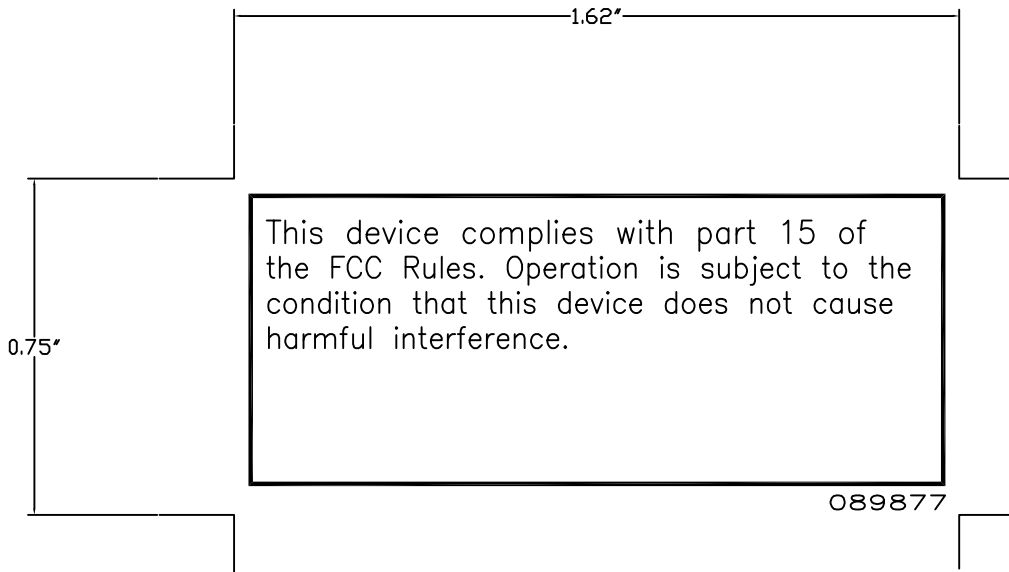 1.62"
This device complies with part 15 of
the FCC Rules. Operation is subject to the
condition that this device does not cause
harmful interference.
0.75"
089877